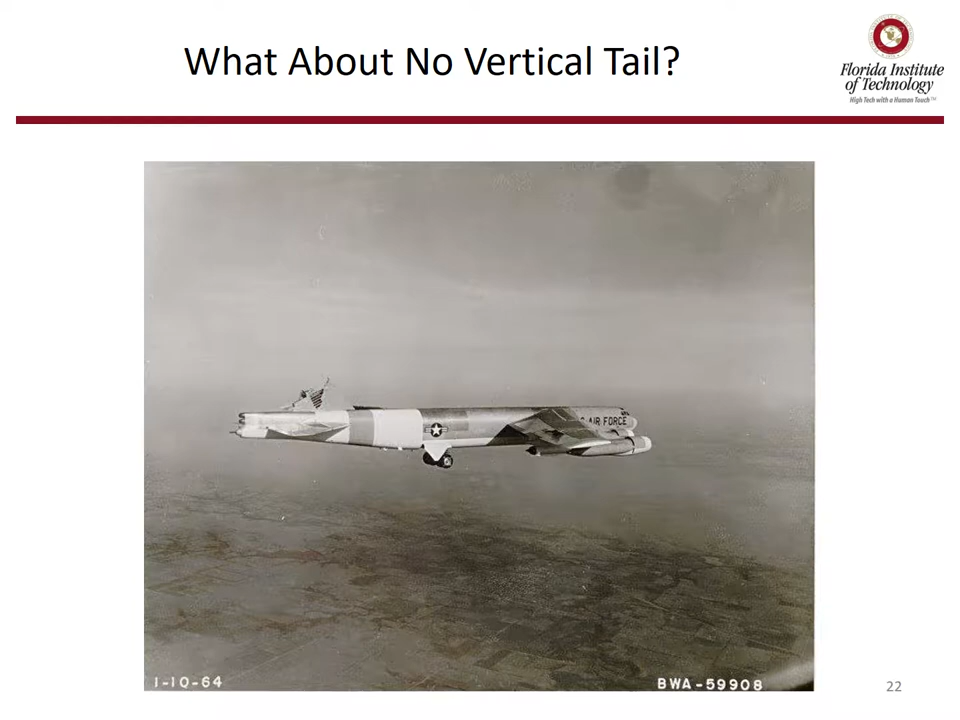 What About No Vertical Tail?
Florida Institute
of Technology
High Tech with a Human Touch™
AIR FORCE
1-10-64
BWA-59908
22